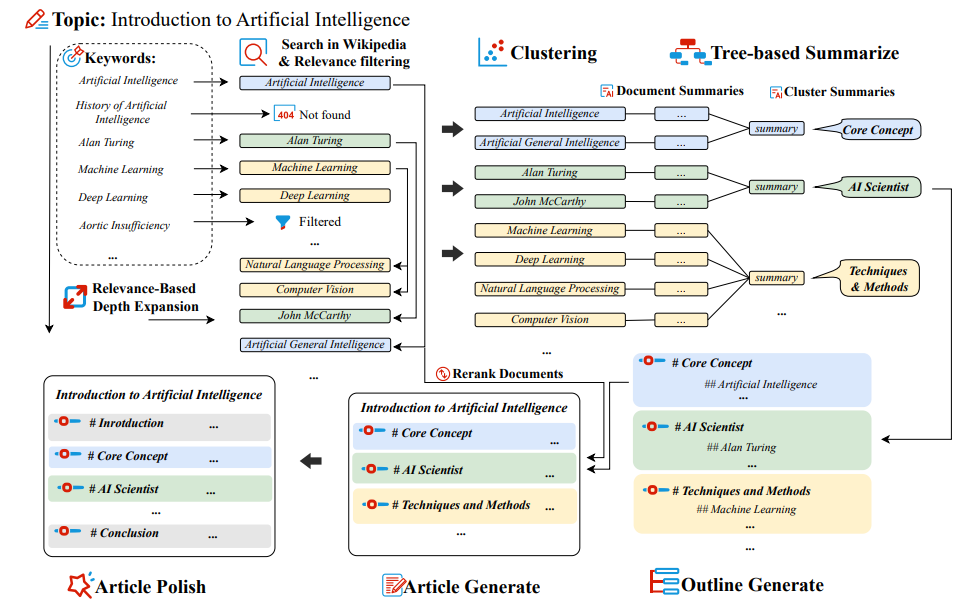 Topic: Introduction to Artificial Intelligence
Keywords:
Artificial Intelligence
History of Artificial
Intelligence
Alan Turing
Machine Learning
Deep Learning
Aortic Insufficiency
...
Relevance-Based
Depth Expansion
Search in Wikipedia
& Relevance filtering
Artificial Intelligence
404 Not found
Alan Turing
Machine Learning
Deep Learning
Filtered
...
Natural Language Processing
Computer Vision
John McCarthy
Artificial General Intelligence
...
Clustering
Tree-based Summarize
AI Document Summaries
AI Cluster Summaries
Artificial Intelligence ...
Artificial General Intelligence ...
summary
Core Concept
Alan Turing ...
John McCarthy ...
summary
AI Scientist
Machine Learning ...
Deep Learning ...
Natural Language Processing ...
Computer Vision ...
summary
Techniques
& Methods
...
...
Rerank Documents
# Core Concept
## Artificial Intelligence
...
# AI Scientist
## Alan Turing
...
# Techniques and Methods
## Machine Learning
...
...
Outline Generate
Introduction to Artificial Intelligence
# Core Concept ...
# AI Scientist ...
# Techniques and Methods ...
...
Article Generate
Introduction to Artificial Intelligence
# Inrotduction ...
# Core Concept ...
# AI Scientist ...
...
# Conclusion ...
Article Polish